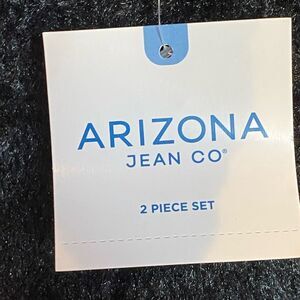 ARIZONA
JEAN CO®
2 PIECE SET